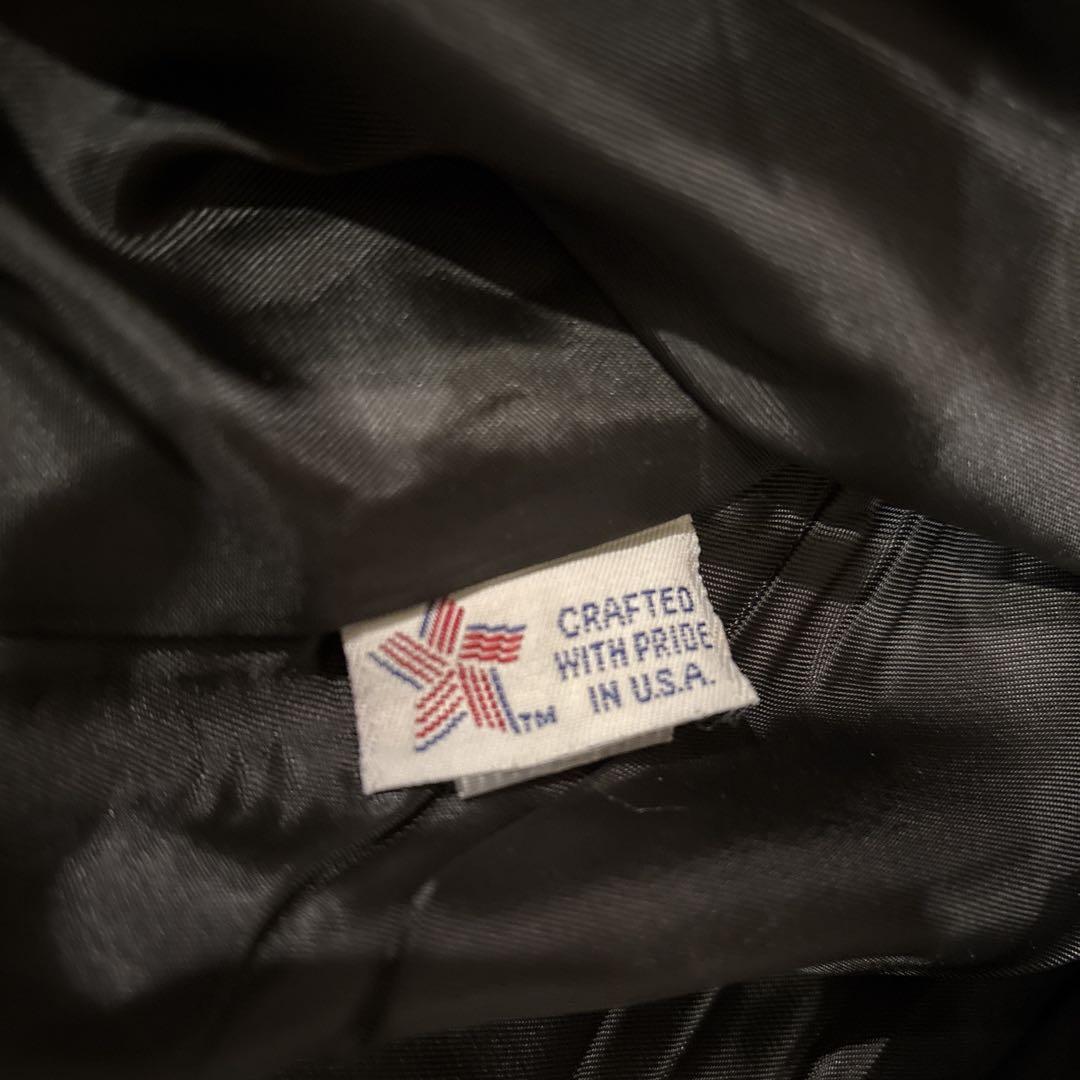 CRAFTED
WITH PRIDE
IN U.S.A.
TM